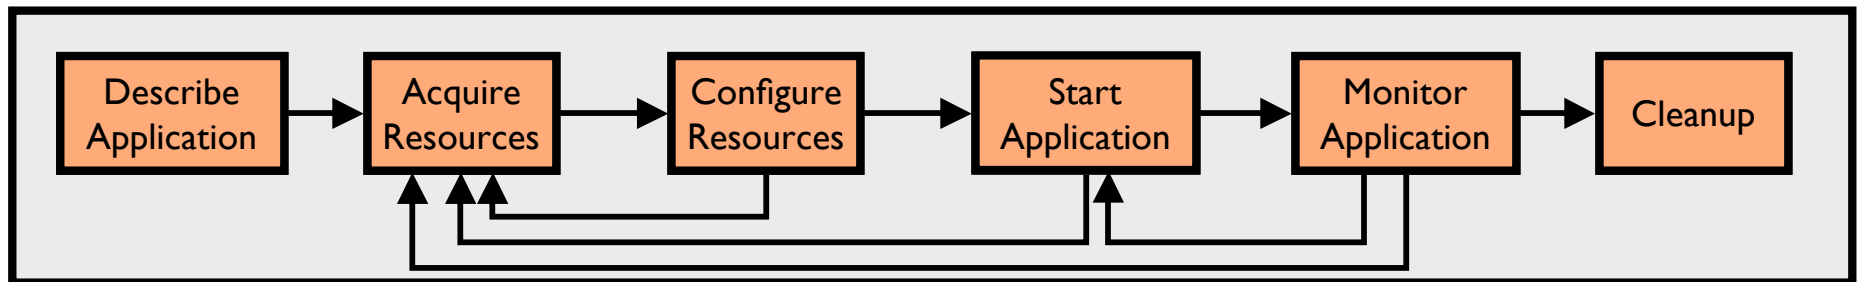 Describe
Application
Acquire
Resources
Configure
Resources
Start
Application
Monitor
Application
Cleanup